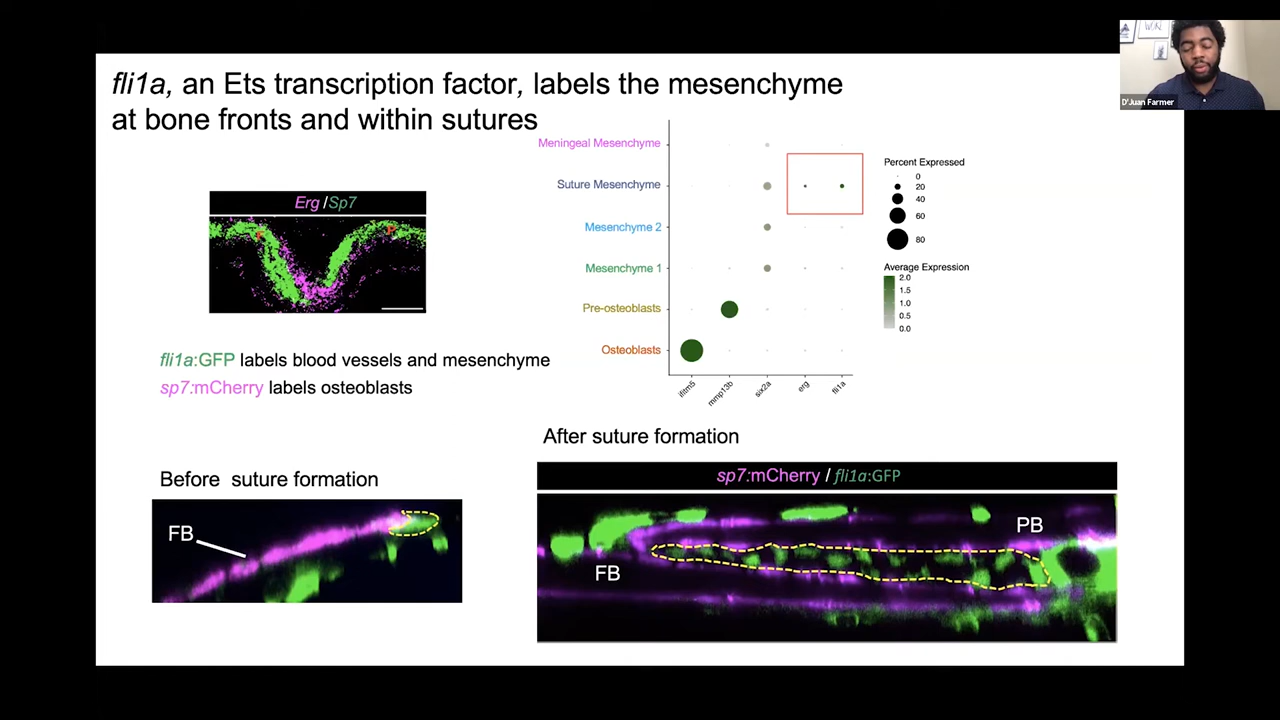 fli1a, an Ets transcription factor, labels the mesenchyme
at bone fronts and within sutures
D'Juan Farmer
Erg /Sp7
fli1a:GFP labels blood vessels and mesenchyme
sp7:mCherry labels osteoblasts
Meningeal Mesenchyme
Suture Mesenchyme
Mesenchyme 2
Mesenchyme 1
Pre-osteoblasts
Osteoblasts
ifitm5
mmp13b
six2a
erg
fli1a
Percent Expressed
0
20
40
60
80
Average Expression
2.0
1.5
1.0
0.5
0.0
Before suture formation
FB
After suture formation
sp7:mCherry / fli1a:GFP
PB
FB